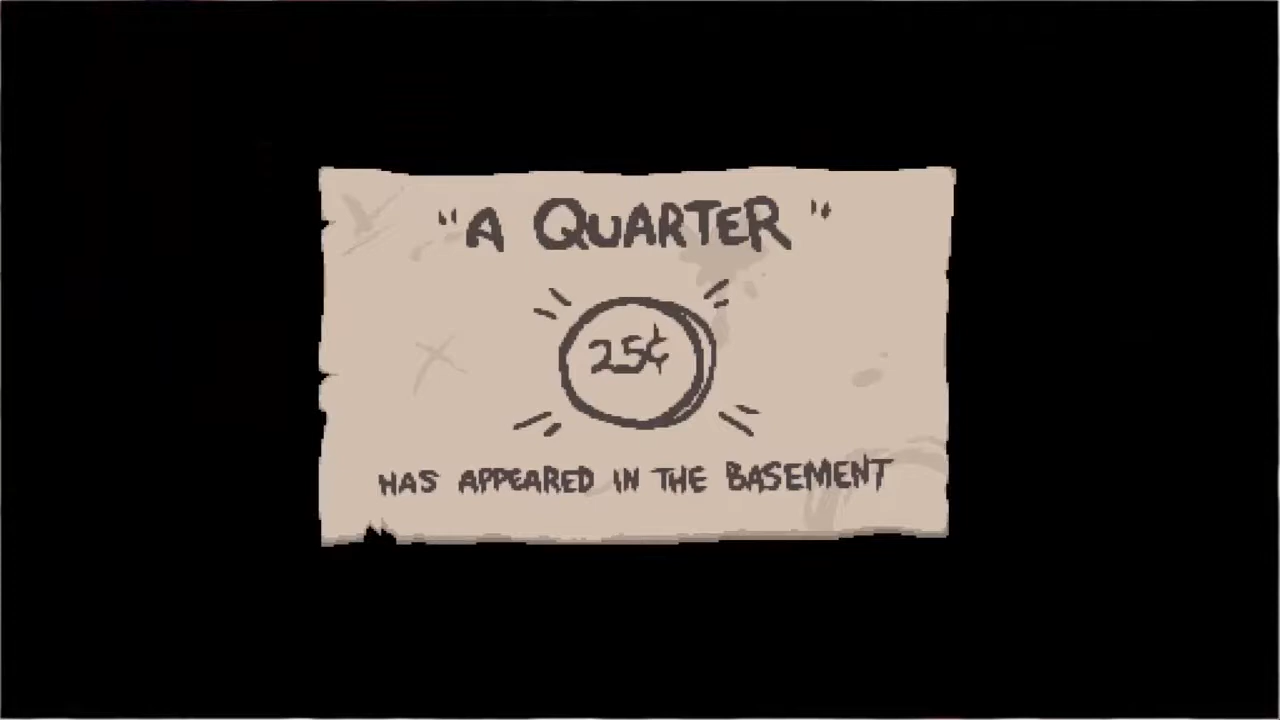 "A QUARTER"
25¢
HAS APPEARED IN THE BASEMENT